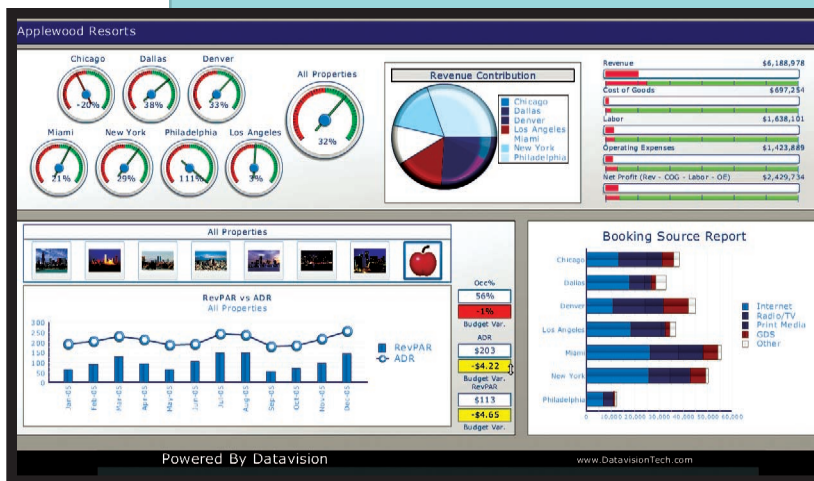 Applewood Resorts
Chicago
Dallas
Denver
-20%
38%
33%
All Properties
32%
Miami
New York
Philadelphia
Los Angeles
21%
29%
111%
3%
Revenue Contribution
Chicago
Dallas
Denver
Los Angeles
Miami
New York
Philadelphia
Revenue $6,188,978
Cost of Goods $697,254
Labor $1,638,101
Operating Expenses $1,423,889
Net Profit (Rev - COG - Labor - OE) $2,429,734
All Properties
RevPAR vs ADR
All Properties
300
250
200
150
100
50
0
Jan-05
Feb-05
Mar-05
Apr-05
May-05
Jun-05
Jul-05
Aug-05
Sep-05
Oct-05
Nov-05
Dec-05
RevPAR
ADR
Occ%
56%
-1%
Budget Var.
ADR
$203
-$4.22
Budget Var.
RevPAR
$113
-$4.65
Budget Var.
Booking Source Report
Chicago
Dallas
Denver
Los Angeles
Miami
New York
Philadelphia
0 10,000 20,000 30,000 40,000 50,000 60,000
Internet
Radio/TV
Print Media
GDS
Other
Powered By Datavision
www.DatavisionTech.com